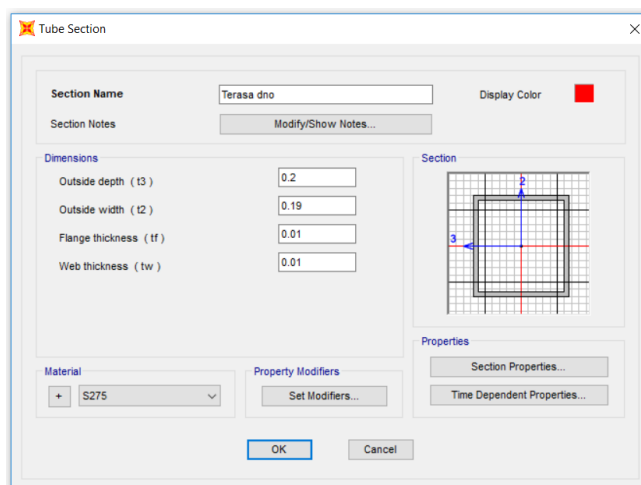 Tube Section
Section Name
Terasa dno
Display Color
Section Notes
Modify/Show Notes...
Dimensions
Outside depth ( t3 )
0.2
Outside width ( t2 )
0.19
Flange thickness ( tf )
0.01
Web thickness ( tw )
0.01
Section
2
3
Material
+
S275
Property Modifiers
Set Modifiers...
Properties
Section Properties...
Time Dependent Properties...
OK
Cancel